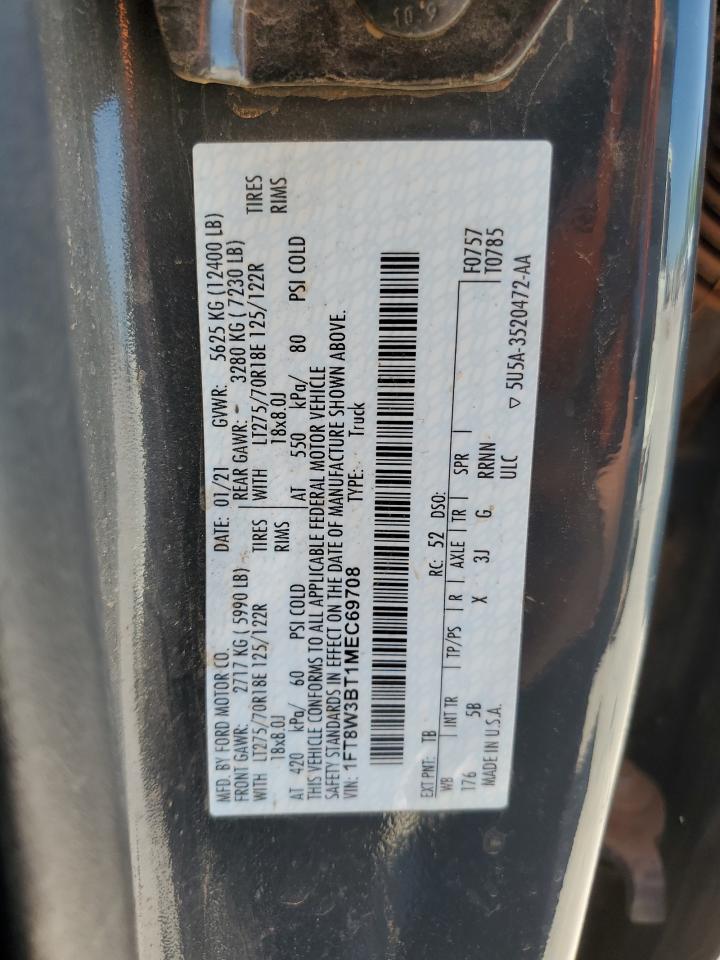 10.9
MFD. BY FORD MOTOR CO. DATE: 01/21 GVWR: 5625 KG (12400 LB)
FRONT GAWR: 2717 KG ( 5990 LB) REAR GAWR: 3280 KG ( 7230 LB)
WITH LT275/70R18E 125/122R TIRES WITH LT275/70R18E 125/122R TIRES
18x8.0J RIMS 18x8.0J RIMS
AT 420 kPa/ 60 PSI COLD AT 550 kPa/ 80 PSI COLD
THIS VEHICLE CONFORMS TO ALL APPLICABLE FEDERAL MOTOR VEHICLE
SAFETY STANDARDS IN EFFECT ON THE DATE OF MANUFACTURE SHOWN ABOVE.
VIN: 1FT8W3BT1MEC69708 TYPE: Truck
EXT PNT: TB RC: 52 DSO: F0757
WB INT TR TP/PS R AXLE TR SPR T0785
176 5B X 3J G RRNN
MADE IN U.S.A. ULC ▽ 5U5A-3520472-AA